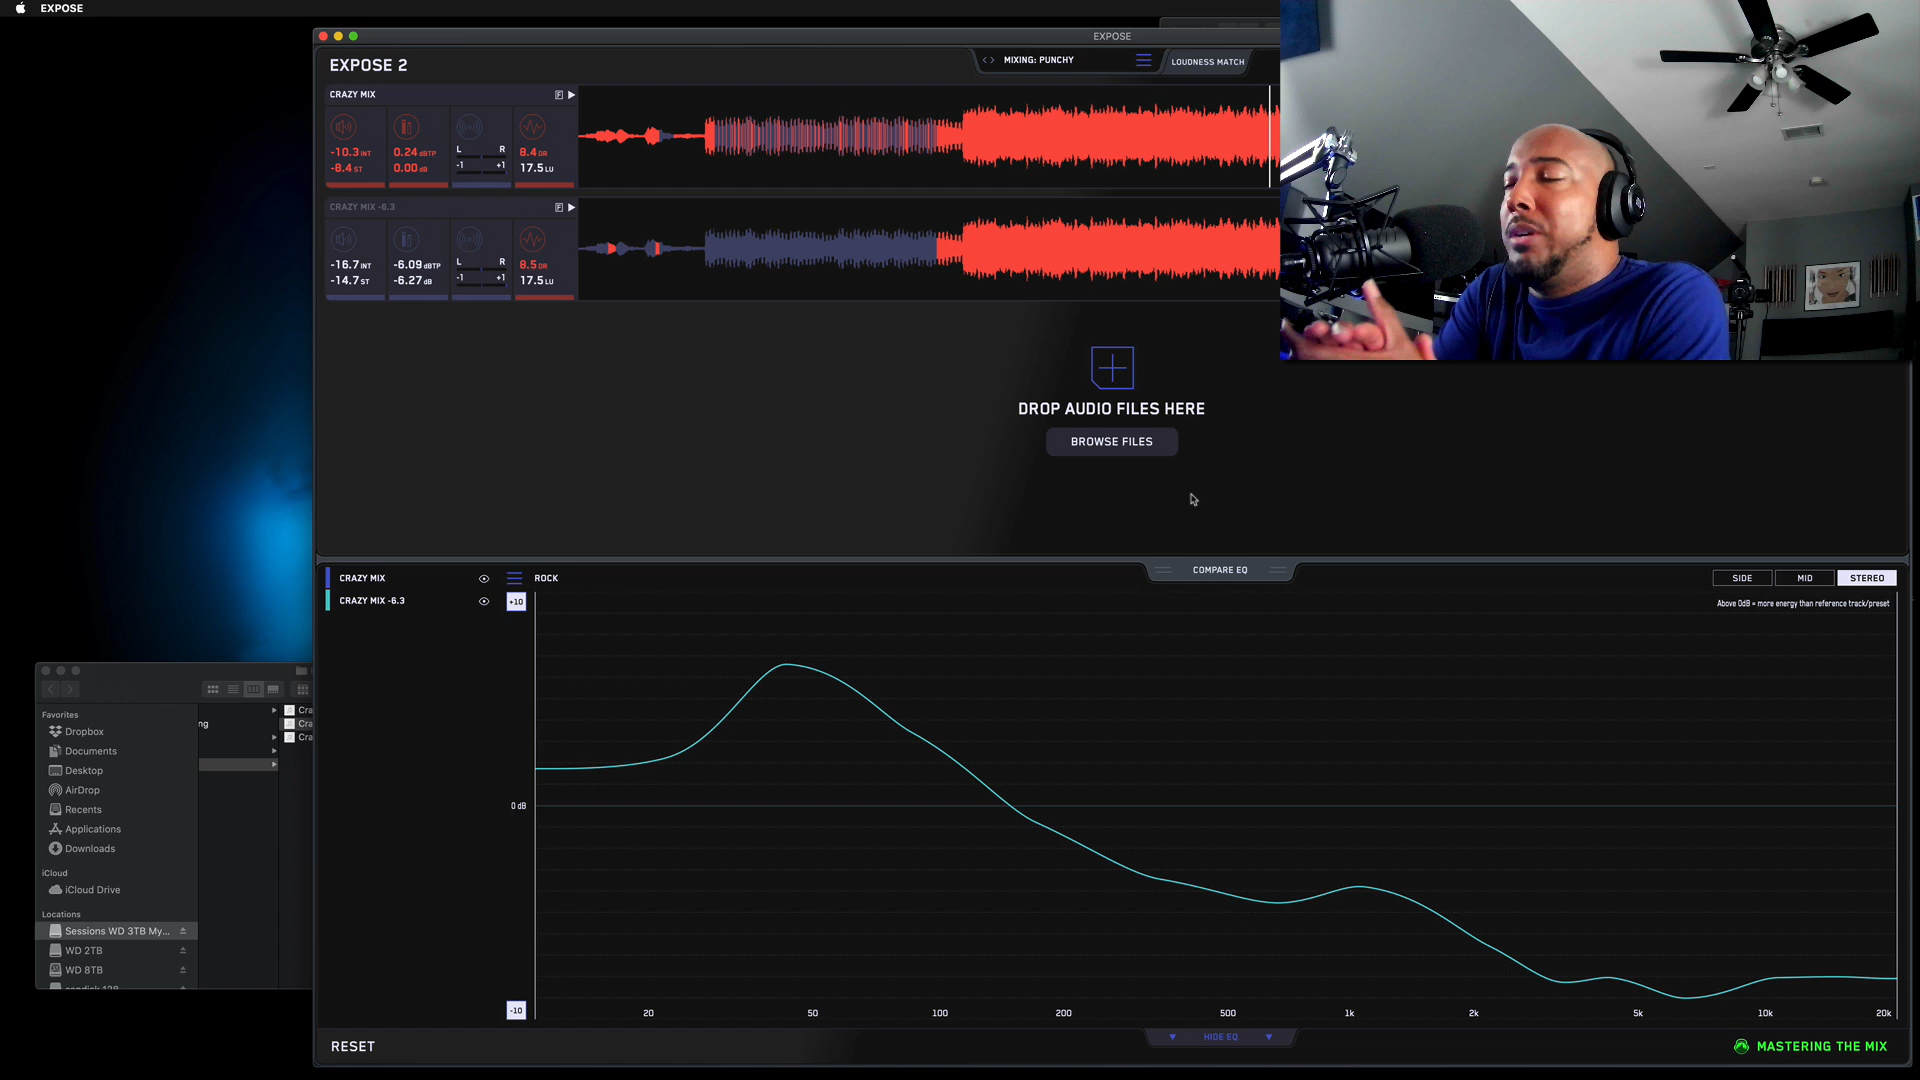 EXPOSE
EXPOSE
EXPOSE 2
MIXING: PUNCHY
LOUDNESS MATCH
CRAZY MIX
F
-10.3 INT
-8.4 ST
0.24 dBTP
0.00 dB
L R
-1 +1
8.4 DR
17.5 LU
CRAZY MIX -6.3
F
-16.7 INT
-14.7 ST
-6.09 dBTP
-6.27 dB
L R
-1 +1
8.5 DR
17.5 LU
DROP AUDIO FILES HERE
BROWSE FILES
COMPARE EQ
CRAZY MIX
CRAZY MIX -6.3
ROCK
SIDE
MID
STEREO
Above 0dB = more energy than reference track/preset
+10
0 dB
-10
20 50 100 200 500 1k 2k 5k 10k 20k
HIDE EQ
RESET
MASTERING THE MIX
Favorites
Dropbox
Documents
Desktop
AirDrop
Recents
Applications
Downloads
iCloud
iCloud Drive
Locations
Sessions WD 3TB My...
WD 2TB
WD 8TB
ng
Cra
Cra
Cra